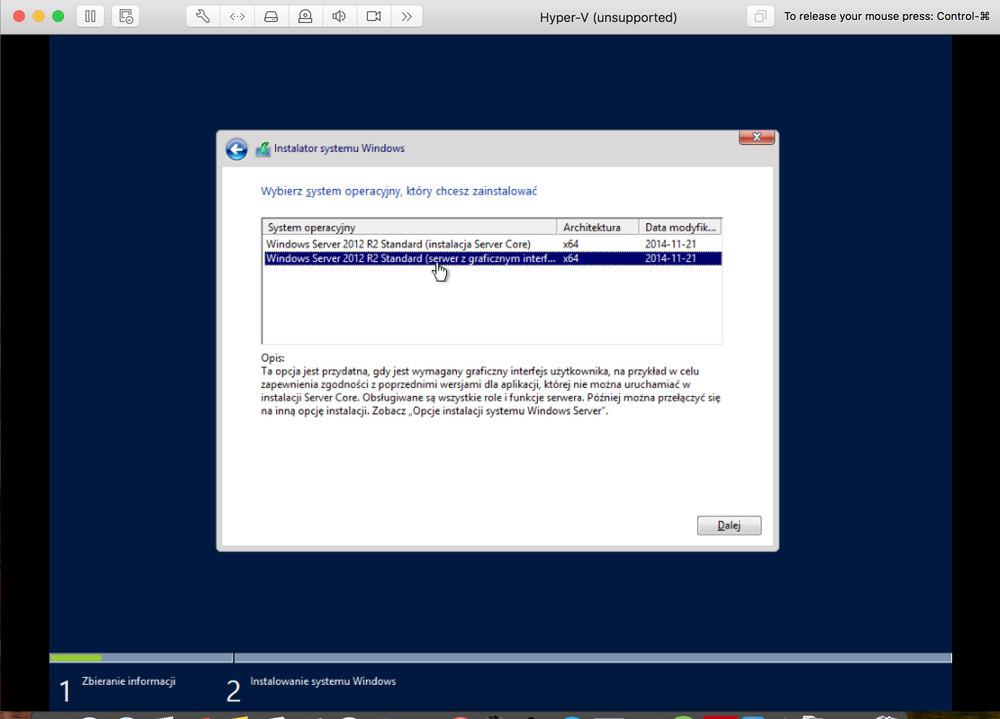 Hyper-V (unsupported)
To release your mouse press: Control-⌘
Instalator systemu Windows
Wybierz system operacyjny, który chcesz zainstalować
System operacyjny Architektura Data modyfik...
Windows Server 2012 R2 Standard (instalacja Server Core) x64 2014-11-21
Windows Server 2012 R2 Standard (serwer z graficznym interf... x64 2014-11-21
Opis:
Ta opcja jest przydatna, gdy jest wymagany graficzny interfejs użytkownika, na przykład w celu
zapewnienia zgodności z poprzednimi wersjami dla aplikacji, której nie można uruchamiać w
instalacji Server Core. Obsługiwane są wszystkie role i funkcje serwera. Później można przełączyć się
na inną opcję instalacji. Zobacz „Opcje instalacji systemu Windows Server”.
Dalej
1 Zbieranie informacji 2 Instalowanie systemu Windows